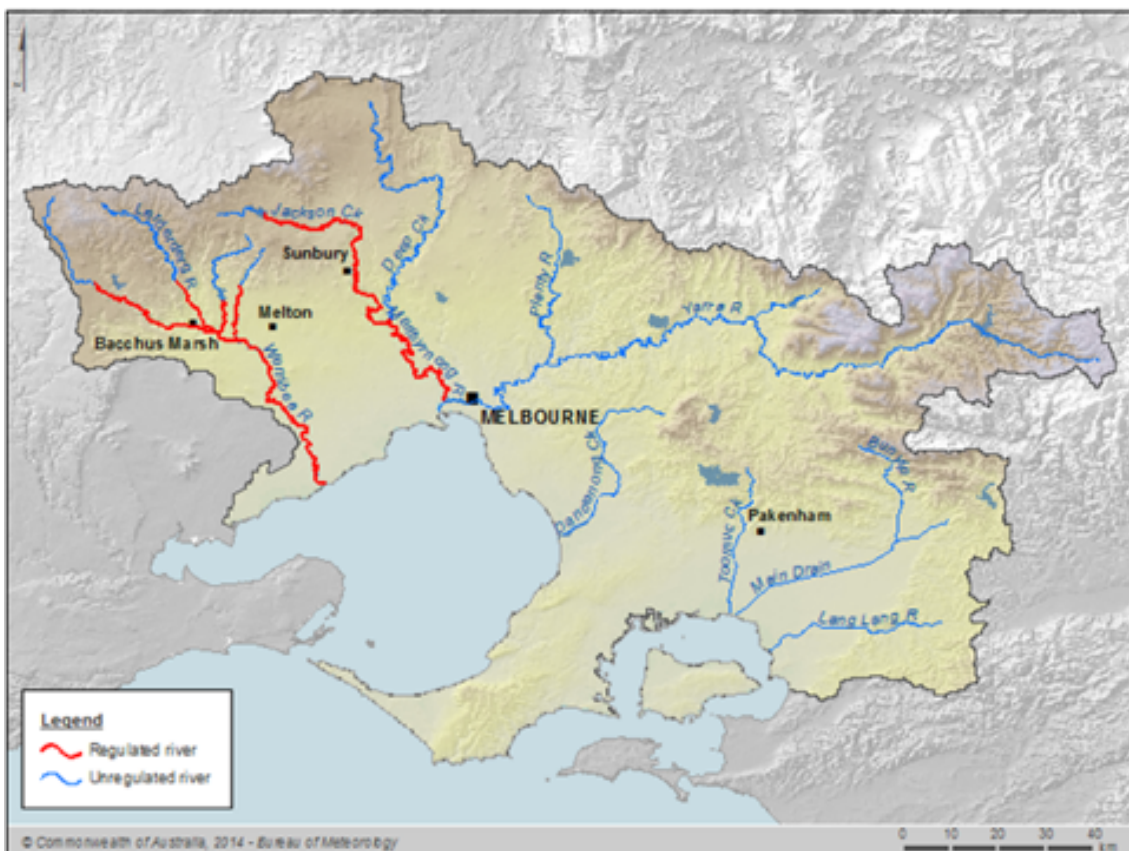 Jackson Ck
Lerderderg R
Sunbury
Deep Ck
Plenty R
Yarra R
Melton
Bacchus Marsh
Maribyrnong R
Werribee R
MELBOURNE
Dandenong Ck
Bunyip R
Pakenham
Toomuc Ck
Main Drain
Lang Lang R
Legend
Regulated river
Unregulated river
© Commonwealth of Australia, 2014 - Bureau of Meteorology
0 10 20 30 40
km